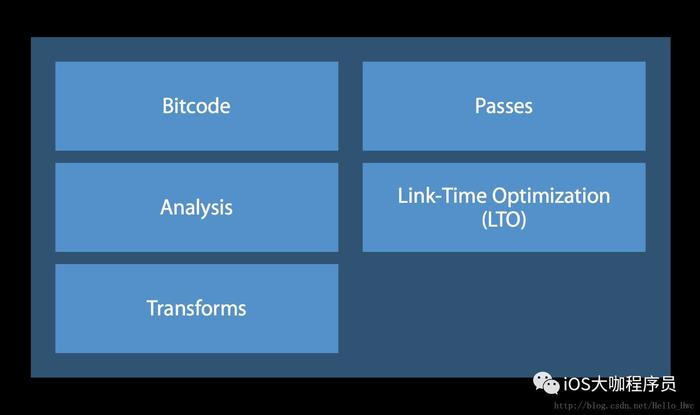 Bitcode
Passes
Analysis
Link-Time Optimization
(LTO)
Transforms
iOS大咖程序员
http://blog.csdn.net/Hello_Hwc